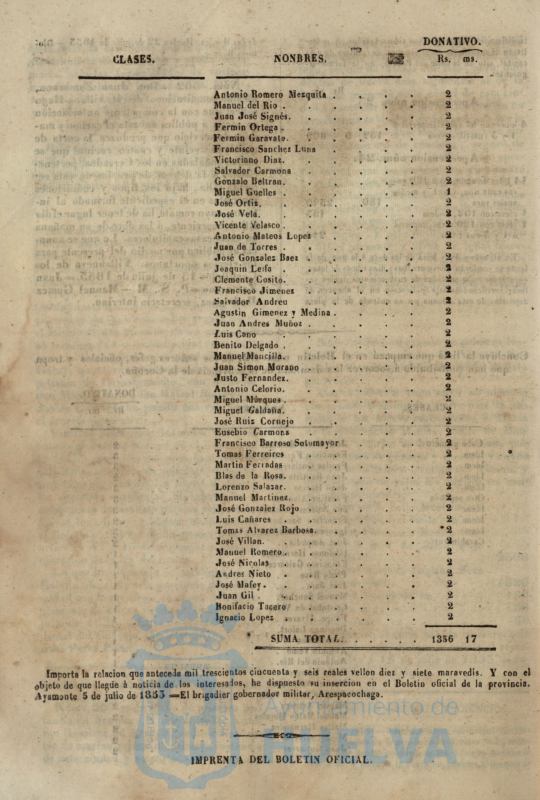 DONATIVO.
CLASES. NONBRES. Rs. ms.
Antonio Romero Mezquita . . . . 2
Manuel del Rio . . . . . 2
Juan José Signés. . . . . 2
Fermin Ortega . . . . . 2
Fermin Garavato. . . . . 2
Francisco Sanchez Luna . . . . 2
Victoriano Diaz. . . . . 2
Salvador Carmona . . . . 2
Gonzalo Beltran. . . . . 2
Miguel Guelles . . . . . 1
José Ortiz. . . . . . 2
José Vela. . . . . . 2
Vicente Velasco . . . . . 2
Antonio Mateos Lopez . . . . 2
Juan de Torres . . . . . 2
José Gonzalez Baez . . . . . 2
Joaquin Leifa . . . . . 2
Clemente Cosito. . . . . 2
Francisco Jimenez . . . . . 2
Salvador Andreu . . . . 2
Agustin Gimenez y Medina . . . . 2
Juan Andres Muñoz . . . . . 2
Luis Cano . . . . . 2
Benito Delgado . . . . . 2
Manuel Mancilla. . . . . 2
Juan Simon Morano . . . . 2
Justo Fernandez. . . . . 2
Antonio Celorio. . . . . 2
Miguel Márques . . . . . 2
Miguel Galdaña. . . . . 2
José Ruiz Cornejo . . . . . 2
Eusebio Carmona . . . . 2
Francisco Barroso Sotomayor . . . 2
Tomas Ferreires . . . . 2
Martin Ferradas . . . . 2
Blas de la Rosa. . . . . 2
Lorenzo Salazar. . . . . 2
Manuel Martinez. . . . . 2
José Gonzalez Rojo . . . . . 2
Luis Cañares . . . . . 2
Tomas Alvarez Barbosa. . . . . 2
José Villan. . . . . . 2
Manuel Romero . . . . . 2
José Nicolas . . . . . 2
Andres Nieto . . . . . 2
José Mafey . . . . . 2
Juan Gil . . . . . 2
Bonifacio Tacero . . . . 2
Ignacio Lopez . . . . . 2
SUMA TOTAL. . . . . . 1356 17
Importa la relacion que antecede mil trescientos cincuenta y seis reales vellon diez y siete maravedis. Y con el
objeto de que llegue á noticia de los interesados, he dispuesto su insercion en el Boletin oficial de la provincia.
Ayamonte 5 de julio de 1853 —El brigadier gobernador militar, Arespacochaga.
Ayuntamiento de
HUELVA
IMPRENTA DEL BOLETIN OFICIAL.